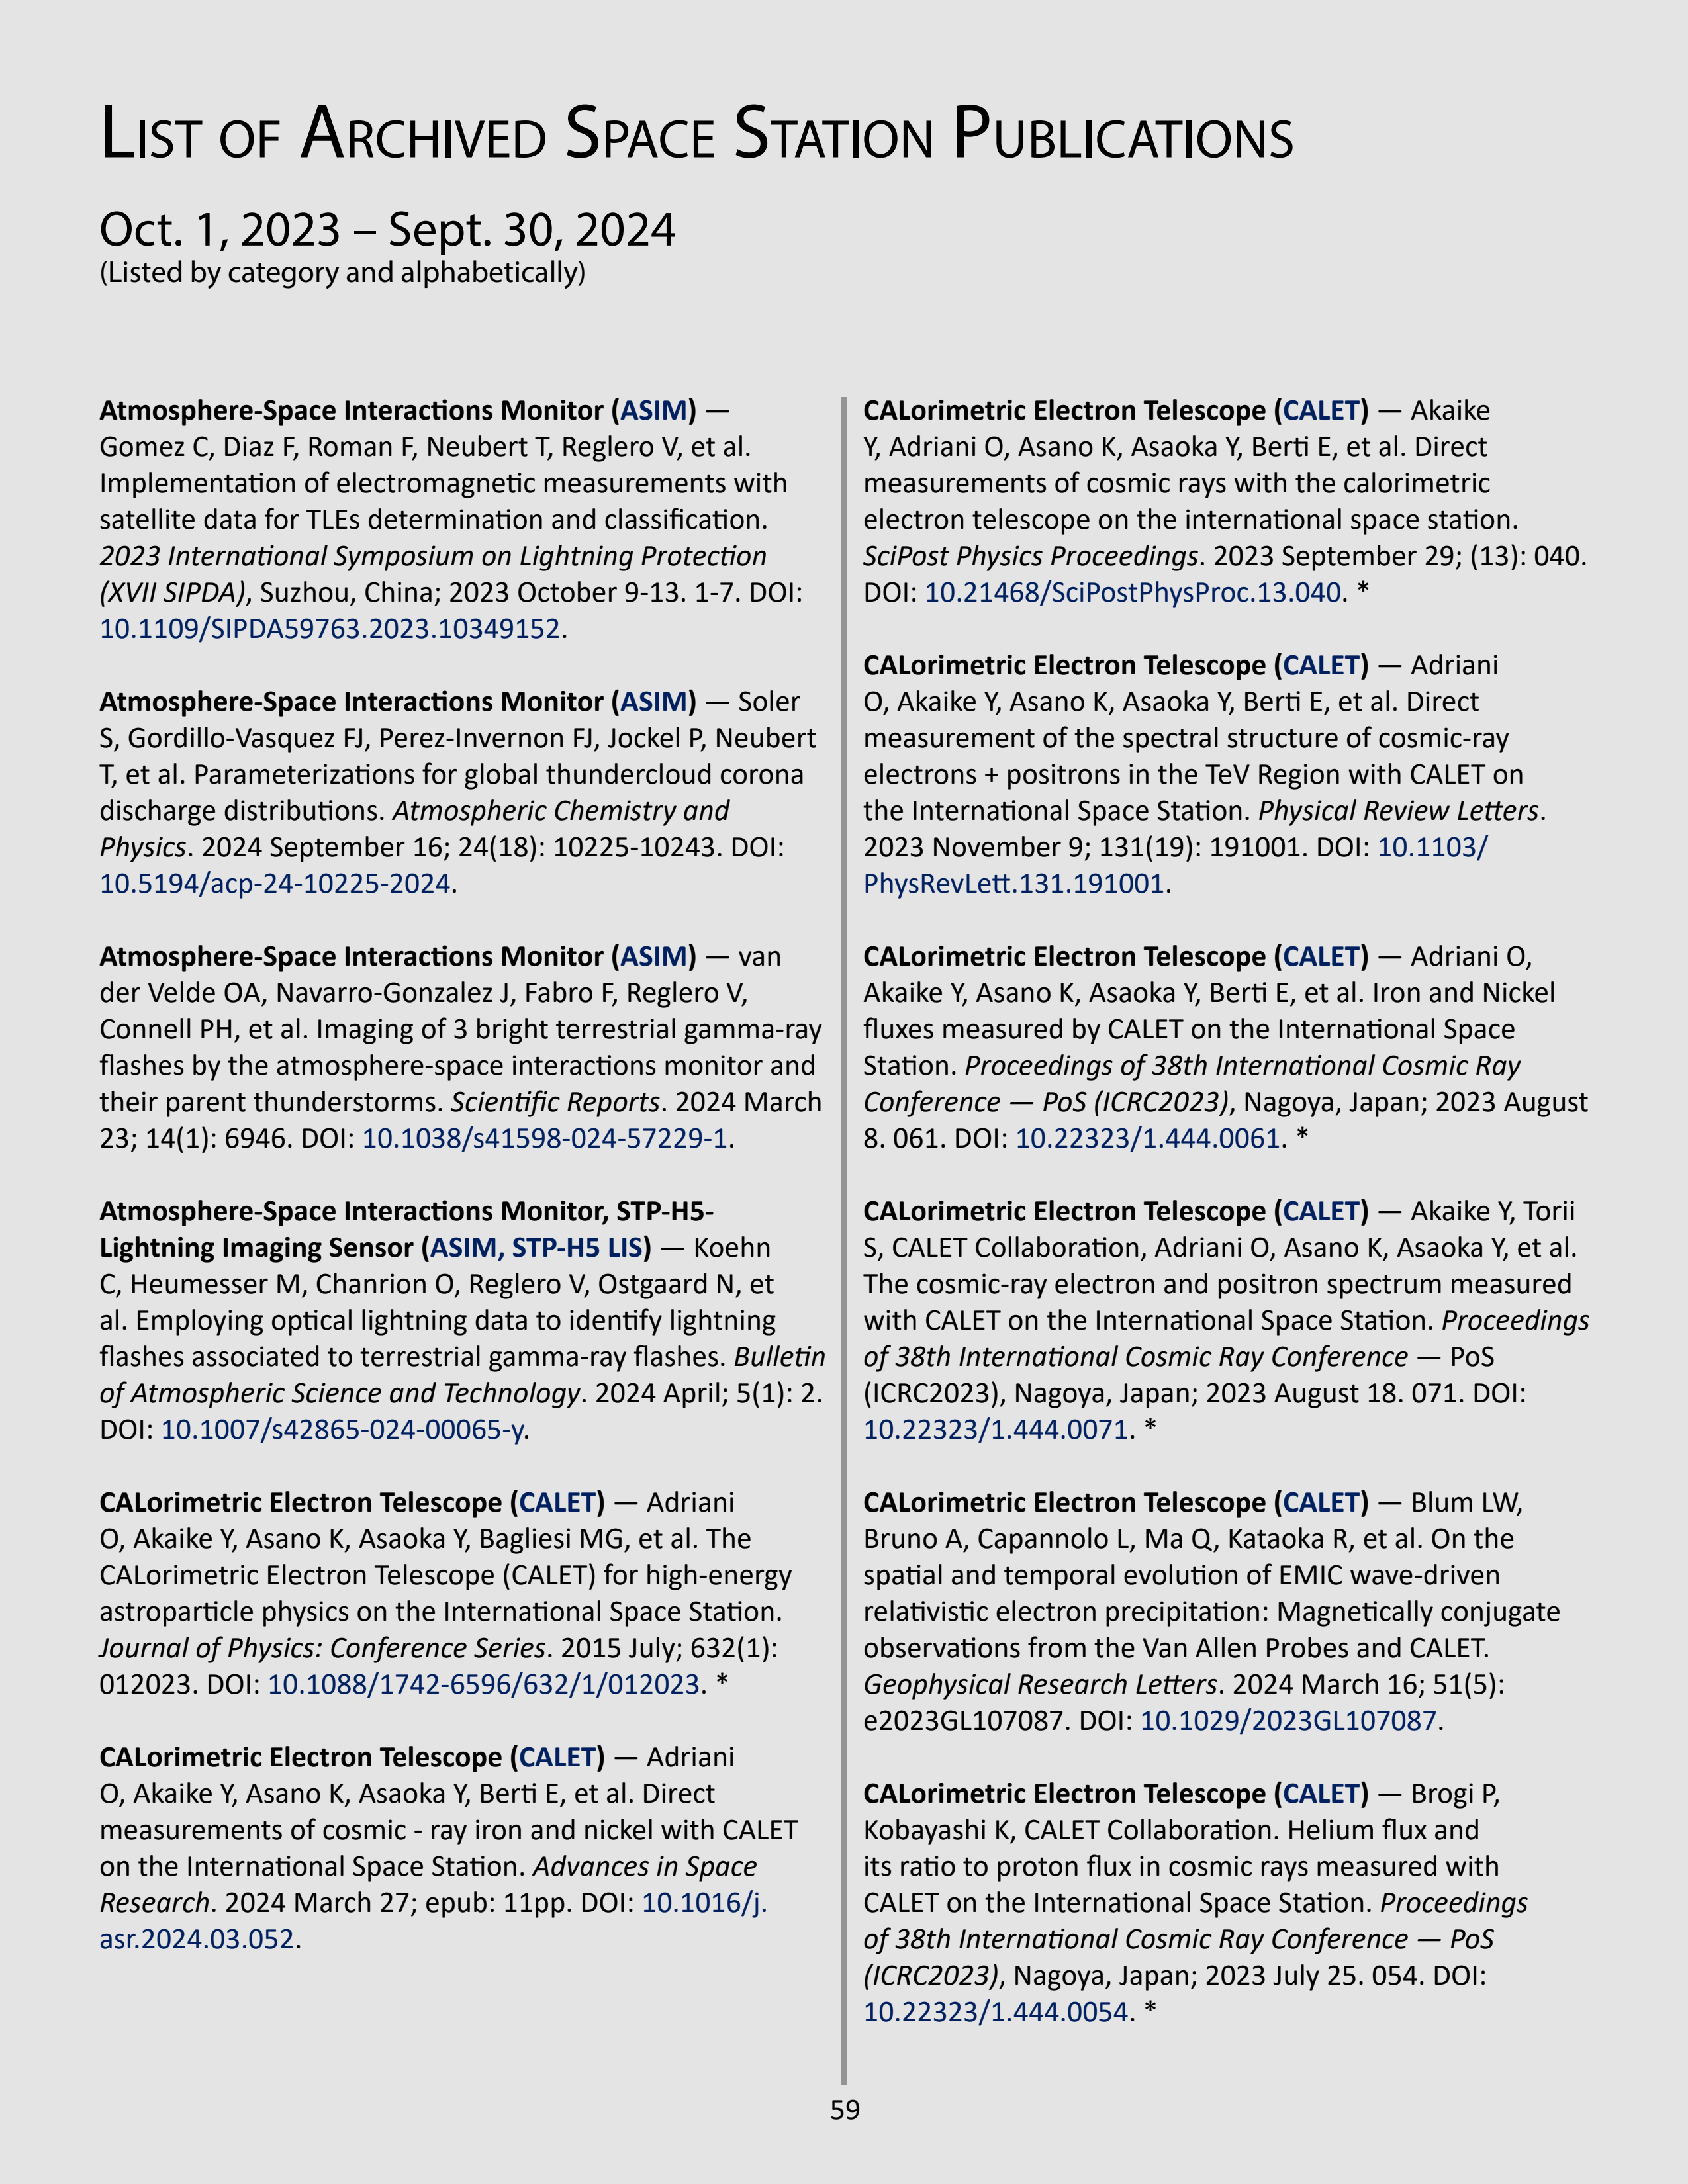 LIST OF ARCHIVED SPACE STATION PUBLICATIONS
Oct. 1, 2023 – Sept. 30, 2024
(Listed by category and alphabetically)
Atmosphere-Space Interactions Monitor (ASIM) —
Gomez C, Diaz F, Roman F, Neubert T, Reglero V, et al.
Implementation of electromagnetic measurements with
satellite data for TLEs determination and classification.
2023 International Symposium on Lightning Protection
(XVII SIPDA), Suzhou, China; 2023 October 9-13. 1-7. DOI:
10.1109/SIPDA59763.2023.10349152.
Atmosphere-Space Interactions Monitor (ASIM) — Soler
S, Gordillo-Vasquez FJ, Perez-Invernon FJ, Jockel P, Neubert
T, et al. Parameterizations for global thundercloud corona
discharge distributions. Atmospheric Chemistry and
Physics. 2024 September 16; 24(18): 10225-10243. DOI:
10.5194/acp-24-10225-2024.
Atmosphere-Space Interactions Monitor (ASIM) — van
der Velde OA, Navarro-Gonzalez J, Fabro F, Reglero V,
Connell PH, et al. Imaging of 3 bright terrestrial gamma-ray
flashes by the atmosphere-space interactions monitor and
their parent thunderstorms. Scientific Reports. 2024 March
23; 14(1): 6946. DOI: 10.1038/s41598-024-57229-1.
Atmosphere-Space Interactions Monitor, STP-H5-
Lightning Imaging Sensor (ASIM, STP-H5 LIS) — Koehn
C, Heumesser M, Chanrion O, Reglero V, Ostgaard N, et
al. Employing optical lightning data to identify lightning
flashes associated to terrestrial gamma-ray flashes. Bulletin
of Atmospheric Science and Technology. 2024 April; 5(1): 2.
DOI: 10.1007/s42865-024-00065-y.
CALorimetric Electron Telescope (CALET) — Adriani
O, Akaike Y, Asano K, Asaoka Y, Bagliesi MG, et al. The
CALorimetric Electron Telescope (CALET) for high-energy
astroparticle physics on the International Space Station.
Journal of Physics: Conference Series. 2015 July; 632(1):
012023. DOI: 10.1088/1742-6596/632/1/012023. *
CALorimetric Electron Telescope (CALET) — Adriani
O, Akaike Y, Asano K, Asaoka Y, Berti E, et al. Direct
measurements of cosmic - ray iron and nickel with CALET
on the International Space Station. Advances in Space
Research. 2024 March 27; epub: 11pp. DOI: 10.1016/j.
asr.2024.03.052.
CALorimetric Electron Telescope (CALET) — Akaike
Y, Adriani O, Asano K, Asaoka Y, Berti E, et al. Direct
measurements of cosmic rays with the calorimetric
electron telescope on the international space station.
SciPost Physics Proceedings. 2023 September 29; (13): 040.
DOI: 10.21468/SciPostPhysProc.13.040. *
CALorimetric Electron Telescope (CALET) — Adriani
O, Akaike Y, Asano K, Asaoka Y, Berti E, et al. Direct
measurement of the spectral structure of cosmic-ray
electrons + positrons in the TeV Region with CALET on
the International Space Station. Physical Review Letters.
2023 November 9; 131(19): 191001. DOI: 10.1103/
PhysRevLett.131.191001.
CALorimetric Electron Telescope (CALET) — Adriani O,
Akaike Y, Asano K, Asaoka Y, Berti E, et al. Iron and Nickel
fluxes measured by CALET on the International Space
Station. Proceedings of 38th International Cosmic Ray
Conference — PoS (ICRC2023), Nagoya, Japan; 2023 August
8. 061. DOI: 10.22323/1.444.0061. *
CALorimetric Electron Telescope (CALET) — Akaike Y, Torii
S, CALET Collaboration, Adriani O, Asano K, Asaoka Y, et al.
The cosmic-ray electron and positron spectrum measured
with CALET on the International Space Station. Proceedings
of 38th International Cosmic Ray Conference — PoS
(ICRC2023), Nagoya, Japan; 2023 August 18. 071. DOI:
10.22323/1.444.0071. *
CALorimetric Electron Telescope (CALET) — Blum LW,
Bruno A, Capannolo L, Ma Q, Kataoka R, et al. On the
spatial and temporal evolution of EMIC wave-driven
relativistic electron precipitation: Magnetically conjugate
observations from the Van Allen Probes and CALET.
Geophysical Research Letters. 2024 March 16; 51(5):
e2023GL107087. DOI: 10.1029/2023GL107087.
CALorimetric Electron Telescope (CALET) — Brogi P,
Kobayashi K, CALET Collaboration. Helium flux and
its ratio to proton flux in cosmic rays measured with
CALET on the International Space Station. Proceedings
of 38th International Cosmic Ray Conference — PoS
(ICRC2023), Nagoya, Japan; 2023 July 25. 054. DOI:
10.22323/1.444.0054. *
59